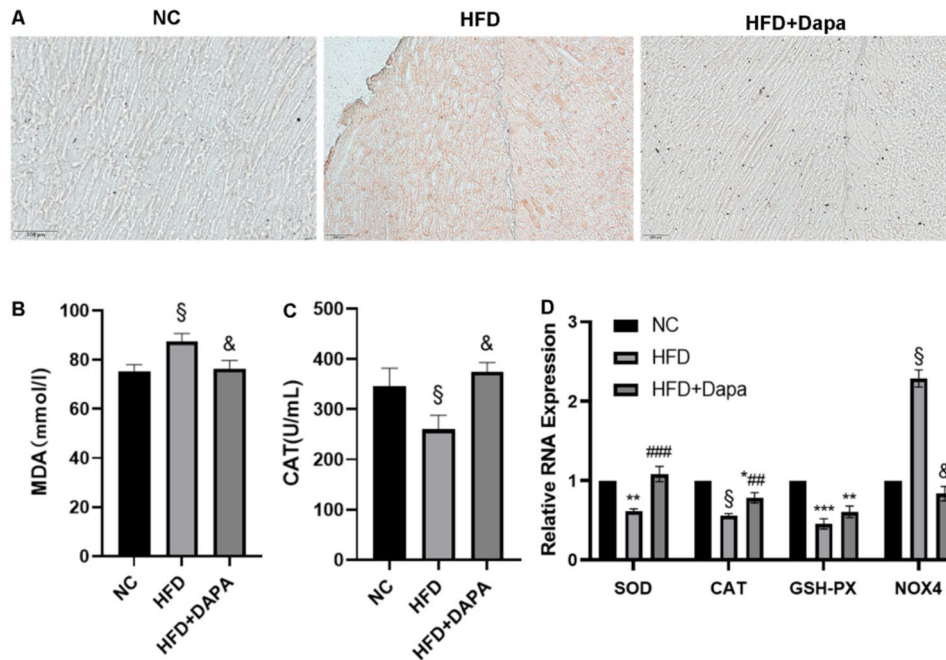 A
NC
HFD
HFD+Dapa
B
MDA(mmol/l)
100
80
60
40
20
0
§
&
NC
HFD
HFD+DAPA
C
CAT(U/mL)
500
400
300
200
100
0
§
&
NC
HFD
HFD+DAPA
D
Relative RNA Expression
3
2
1
0
NC
HFD
HFD+Dapa
** ###
§ *##
*** **
§ &
SOD CAT GSH-PX NOX4